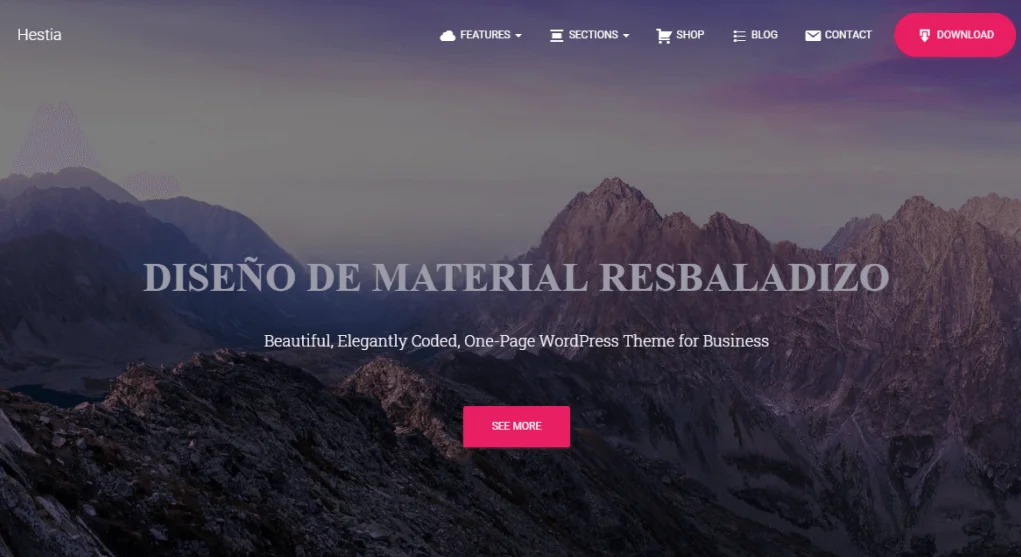 Hestia
FEATURES
SECTIONS
SHOP
BLOG
CONTACT
DOWNLOAD
DISEÑO DE MATERIAL RESBALADIZO
Beautiful, Elegantly Coded, One-Page WordPress Theme for Business
SEE MORE